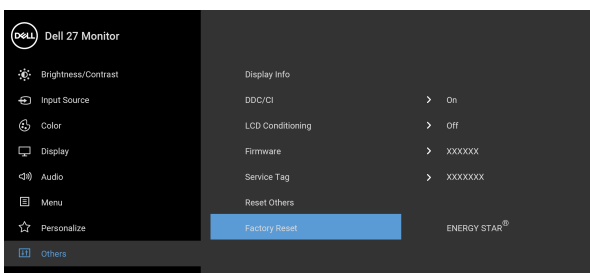 DELL Dell 27 Monitor
Brightness/Contrast Display Info
Input Source DDC/CI > On
Color LCD Conditioning > Off
Display Firmware > XXXXXX
Audio Service Tag > XXXXXXX
Menu Reset Others
Personalize Factory Reset ENERGY STAR®
Others